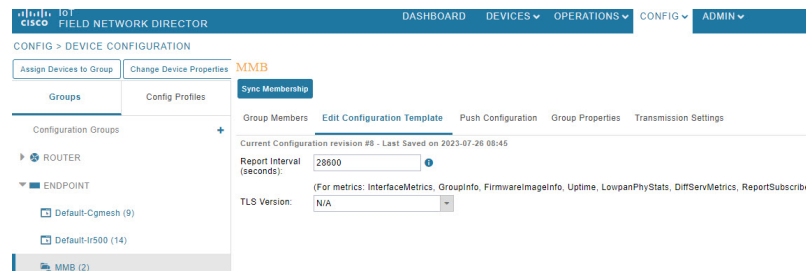 IoT
CISCO FIELD NETWORK DIRECTOR
DASHBOARD DEVICES OPERATIONS CONFIG ADMIN
CONFIG > DEVICE CONFIGURATION
Assign Devices to Group Change Device Properties
MMB
Sync Membership
Groups Config Profiles
Group Members Edit Configuration Template Push Configuration Group Properties Transmission Settings
Configuration Groups +
Current Configuration revision #8 - Last Saved on 2023-07-26 08:45
Report Interval (seconds): 28600
ROUTER
(For metrics: InterfaceMetrics, GroupInfo, FirmwareImageInfo, Uptime, LowpanPhyStats, DiffServMetrics, ReportSubscribe
ENDPOINT
TLS Version: N/A
Default-Cgmesh (9)
Default-Ir500 (14)
MMB (2)